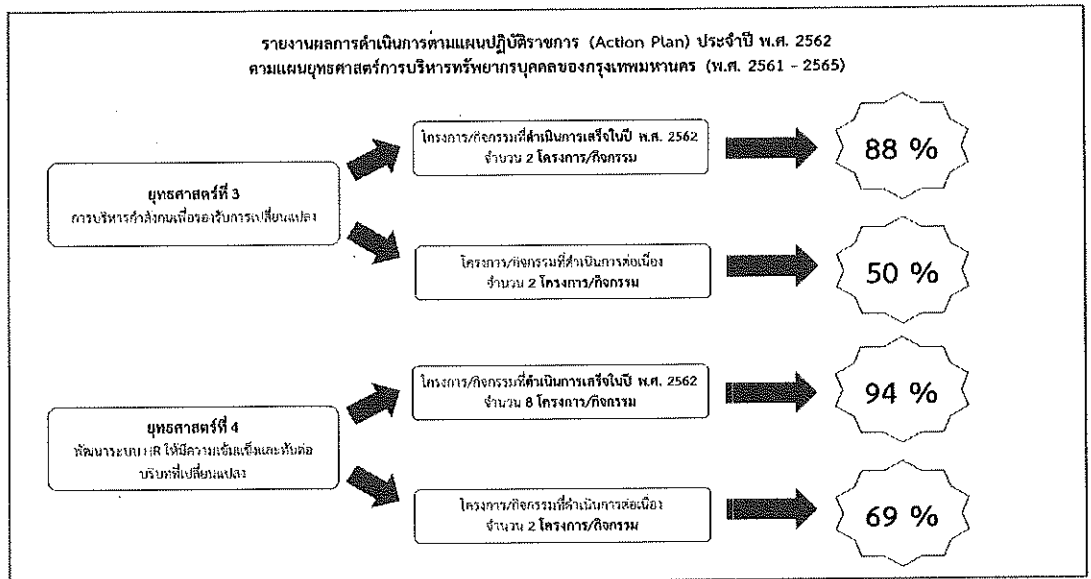 รายงานผลการดำเนินการตามแผนปฏิบัติราชการ (Action Plan) ประจำปี พ.ศ. 2562
ตามแผนยุทธศาสตร์การบริหารทรัพยากรบุคคลของกรุงเทพมหานคร (พ.ศ. 2561 - 2565)
ยุทธศาสตร์ที่ 3
การบริหารกำลังคนเพื่อรองรับการเปลี่ยนแปลง
โครงการ/กิจกรรมที่ดำเนินการเสร็จในปี พ.ศ. 2562
จำนวน 2 โครงการ/กิจกรรม
88 %
โครงการ/กิจกรรมที่ดำเนินการต่อเนื่อง
จำนวน 2 โครงการ/กิจกรรม
50 %
ยุทธศาสตร์ที่ 4
พัฒนาระบบ HR ให้มีความเข้มแข็งและทันต่อ
บริบทที่เปลี่ยนแปลง
โครงการ/กิจกรรมที่ดำเนินการเสร็จในปี พ.ศ. 2562
จำนวน 8 โครงการ/กิจกรรม
94 %
โครงการ/กิจกรรมที่ดำเนินการต่อเนื่อง
จำนวน 2 โครงการ/กิจกรรม
69 %